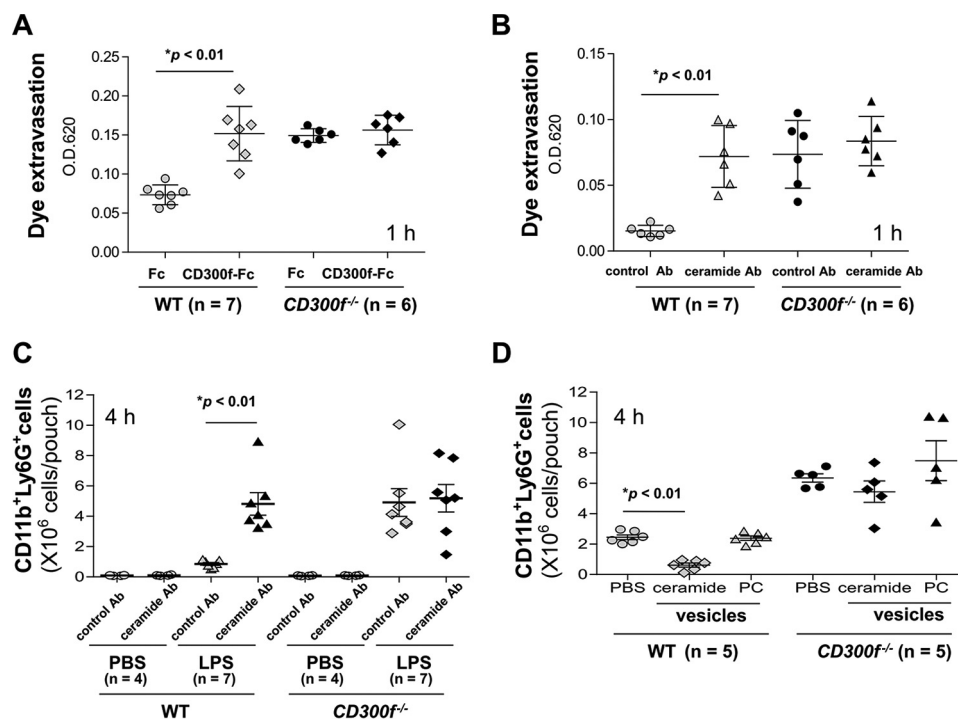 A
*p < 0.01
Dye extravasation
O.D.620
0.25
0.20
0.15
0.10
0.05
0.00
1 h
Fc CD300f-Fc Fc CD300f-Fc
WT (n = 7) CD300f-/- (n = 6)
B
*p < 0.01
Dye extravasation
O.D.620
0.15
0.10
0.05
0.00
1 h
control Ab ceramide Ab control Ab ceramide Ab
WT (n = 7) CD300f-/- (n = 6)
C
CD11b+Ly6G+cells
(X10⁶ cells/pouch)
12
10
8
6
4
2
0
4 h
*p < 0.01
control Ab ceramide Ab control Ab ceramide Ab control Ab ceramide Ab control Ab ceramide Ab
PBS LPS PBS LPS
(n = 4) (n = 7) (n = 4) (n = 7)
WT CD300f-/-
D
CD11b+Ly6G+cells
(X10⁶ cells/pouch)
12
10
8
6
4
2
0
4 h
*p < 0.01
PBS ceramide PC PBS ceramide PC
vesicles vesicles
WT (n = 5) CD300f-/- (n = 5)